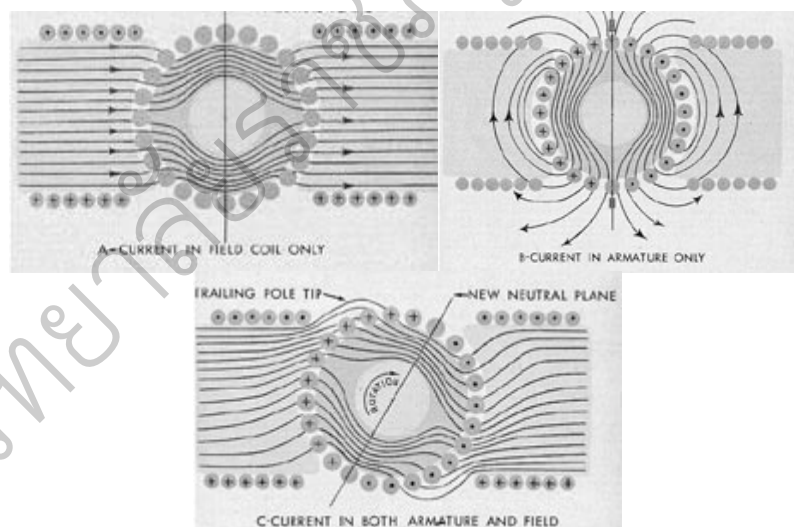 A-CURRENT IN FIELD COIL ONLY
B-CURRENT IN ARMATURE ONLY
TRAILING POLE TIP
NEW NEUTRAL PLANE
ROTATION
C-CURRENT IN BOTH ARMATURE AND FIELD